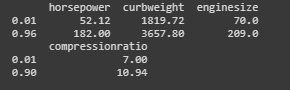 horsepower curbweight enginesize
0.01 52.12 1819.72 70.0
0.96 182.00 3657.80 209.0
compressionratio
0.01 7.00
0.90 10.94